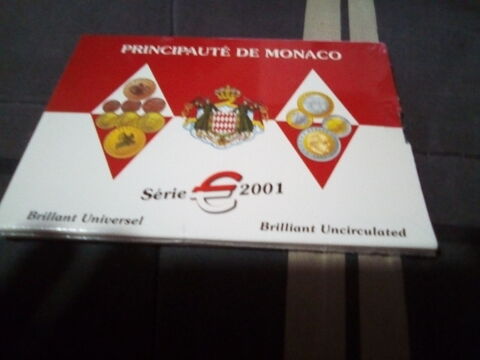 PRINCIPAUTÉ DE MONACO
Série € 2001
Brillant Universel
Brilliant Uncirculated